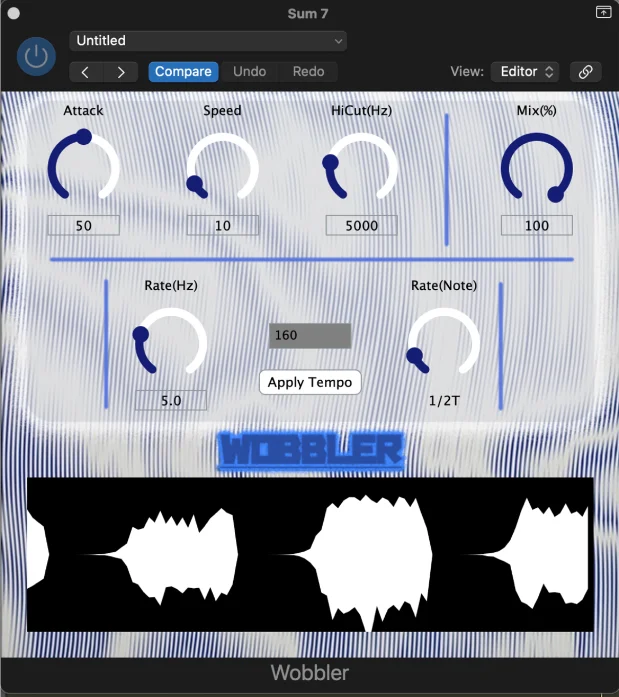 Sum 7
Untitled
Compare Undo Redo View: Editor
Attack Speed HiCut(Hz) Mix(%)
50 10 5000 100
Rate(Hz) Rate(Note)
160
Apply Tempo
5.0 1/2T
WOBBLER
Wobbler